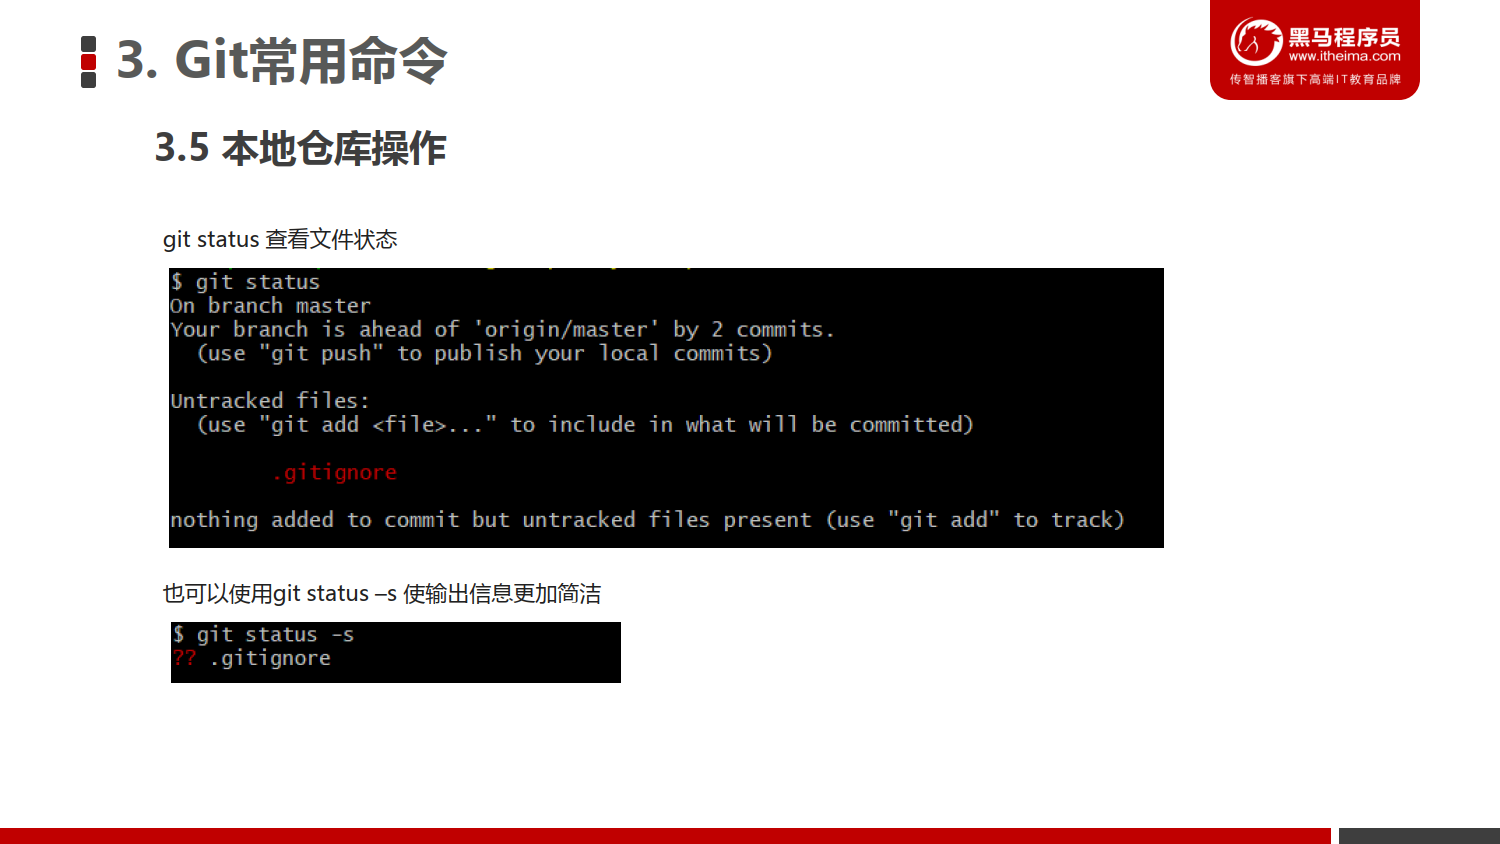 3. Git常用命令
黑马程序员
www.itheima.com
传智播客旗下高端IT教育品牌
3.5 本地仓库操作
git status 查看文件状态
$ git status
On branch master
Your branch is ahead of 'origin/master' by 2 commits.
(use "git push" to publish your local commits)
Untracked files:
(use "git add <file>..." to include in what will be committed)
.gitignore
nothing added to commit but untracked files present (use "git add" to track)
也可以使用git status –s 使输出信息更加简洁
$ git status -s
?? .gitignore